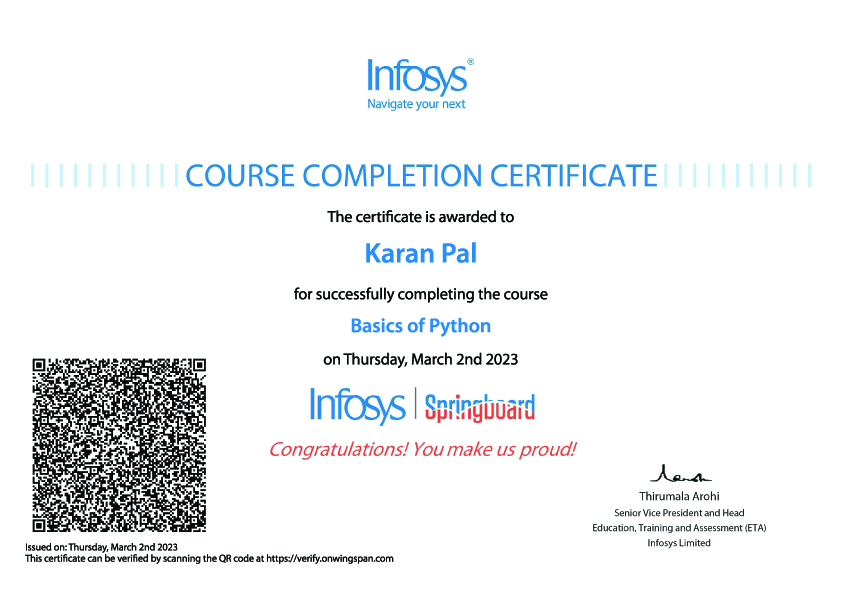 Infosys®
Navigate your next
COURSE COMPLETION CERTIFICATE
The certificate is awarded to
Karan Pal
for successfully completing the course
Basics of Python
on Thursday, March 2nd 2023
Infosys | Springboard
Congratulations! You make us proud!
Thirumala Arohi
Senior Vice President and Head
Education, Training and Assessment (ETA)
Infosys Limited
Issued on: Thursday, March 2nd 2023
This certificate can be verified by scanning the QR code at https://verify.onwingspan.com